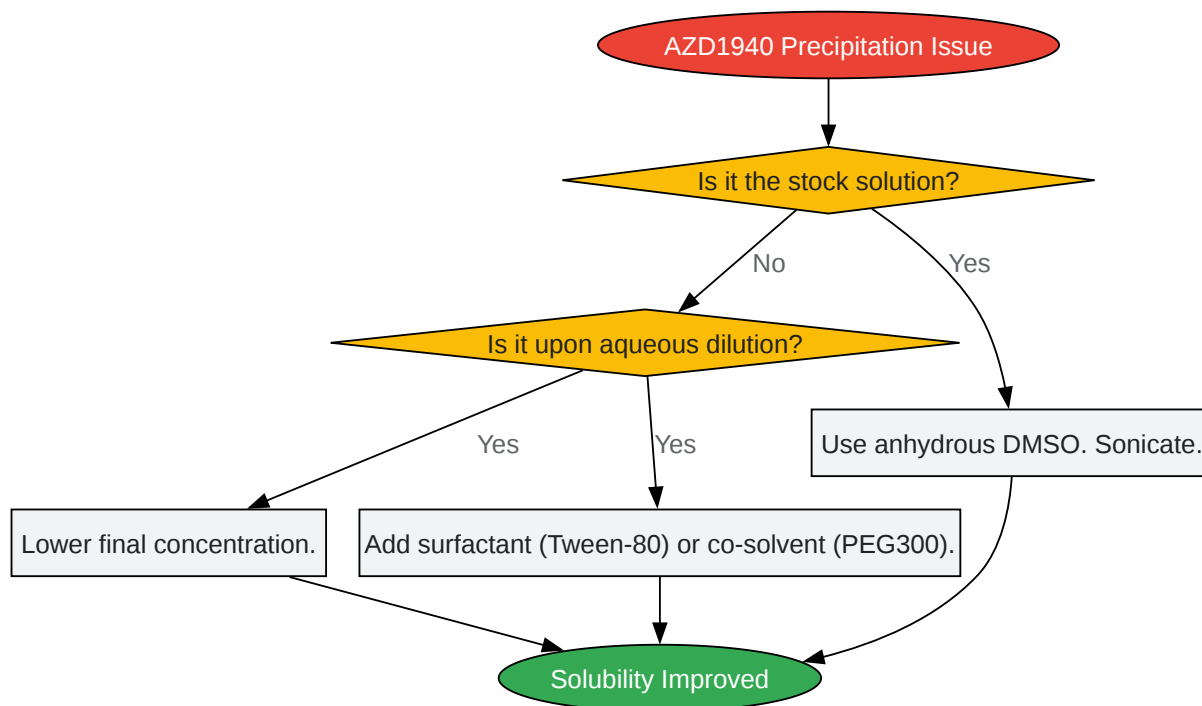 AZD1940 Precipitation Issue
Is it the stock solution?
No
Yes
Is it upon aqueous dilution?
Yes
Yes
Use anhydrous DMSO. Sonicate.
Lower final concentration.
Add surfactant (Tween-80) or co-solvent (PEG300).
Solubility Improved